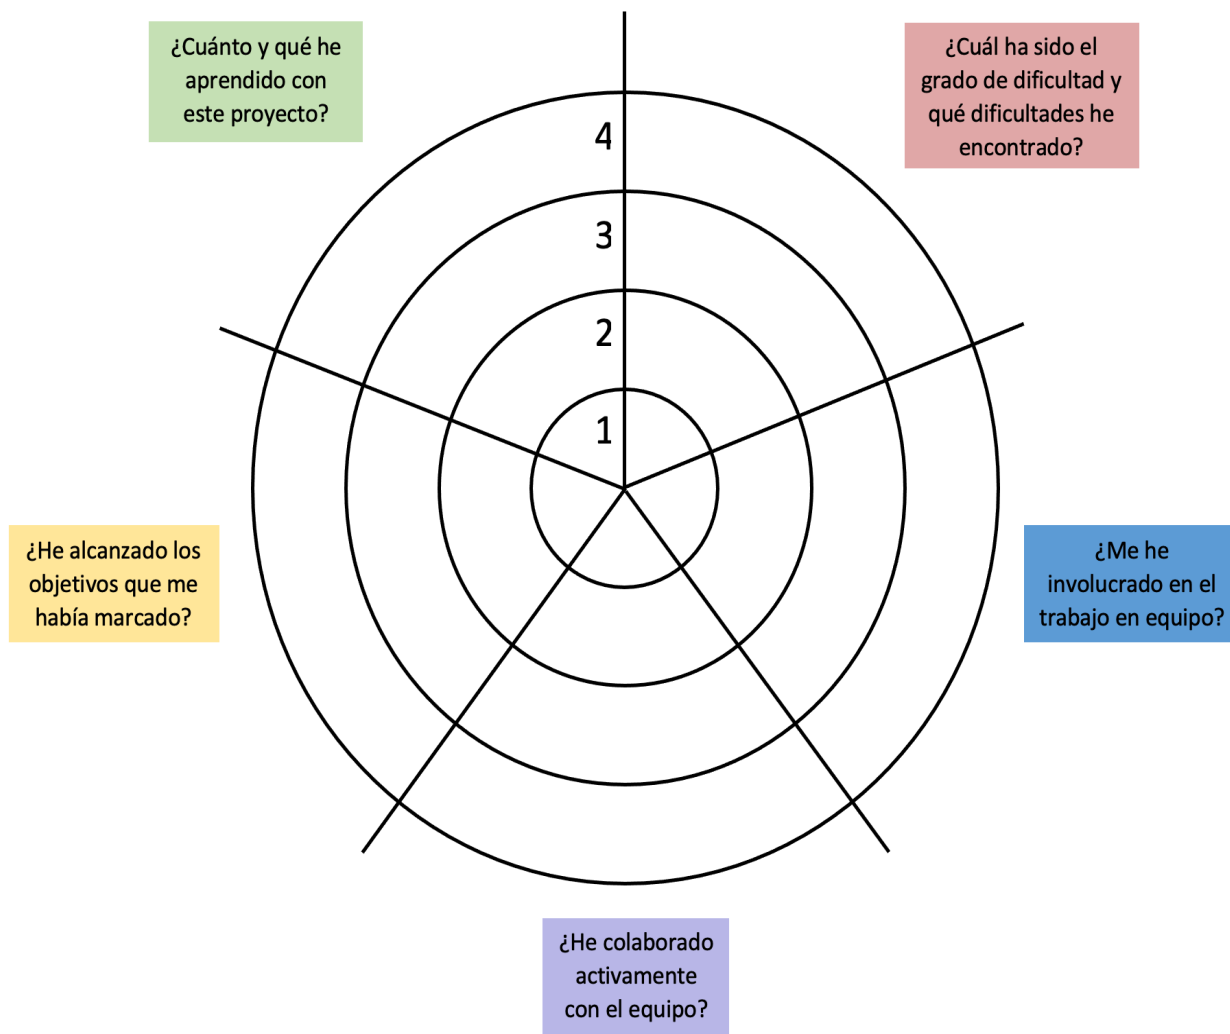 ¿Cuánto y qué he
aprendido con
este proyecto?
¿Cuál ha sido el
grado de dificultad y
qué dificultades he
encontrado?
4
3
2
1
¿He alcanzado los
objetivos que me
había marcado?
¿Me he
involucrado en el
trabajo en equipo?
¿He colaborado
activamente
con el equipo?